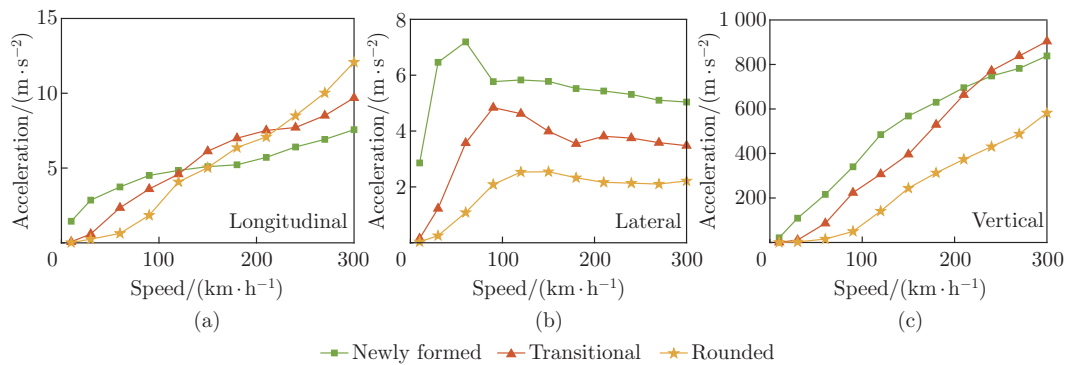 15
10
5
0
100
200
300
Acceleration/(m·s⁻²)
Longitudinal
Speed/(km·h⁻¹)
(a)
8
6
4
2
0
100
200
300
Acceleration/(m·s⁻²)
Lateral
Speed/(km·h⁻¹)
(b)
1 000
800
600
400
200
0
100
200
300
Acceleration/(m·s⁻²)
Vertical
Speed/(km·h⁻¹)
(c)
Newly formed Transitional Rounded